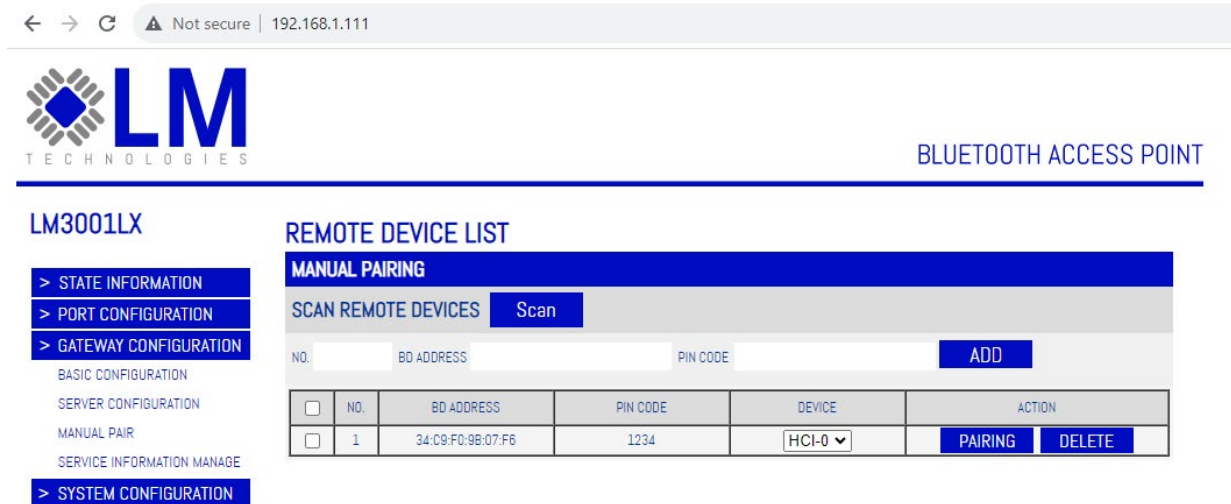 Not secure | 192.168.1.111
LM
TECHNOLOGIES
BLUETOOTH ACCESS POINT
LM3001LX
> STATE INFORMATION
> PORT CONFIGURATION
> GATEWAY CONFIGURATION
BASIC CONFIGURATION
SERVER CONFIGURATION
MANUAL PAIR
SERVICE INFORMATION MANAGE
> SYSTEM CONFIGURATION
REMOTE DEVICE LIST
MANUAL PAIRING
SCAN REMOTE DEVICES Scan
NO. BD ADDRESS PIN CODE ADD
NO. BD ADDRESS PIN CODE DEVICE ACTION
1 34:C9:F0:9B:07:F6 1234 HCI-0 PAIRING DELETE